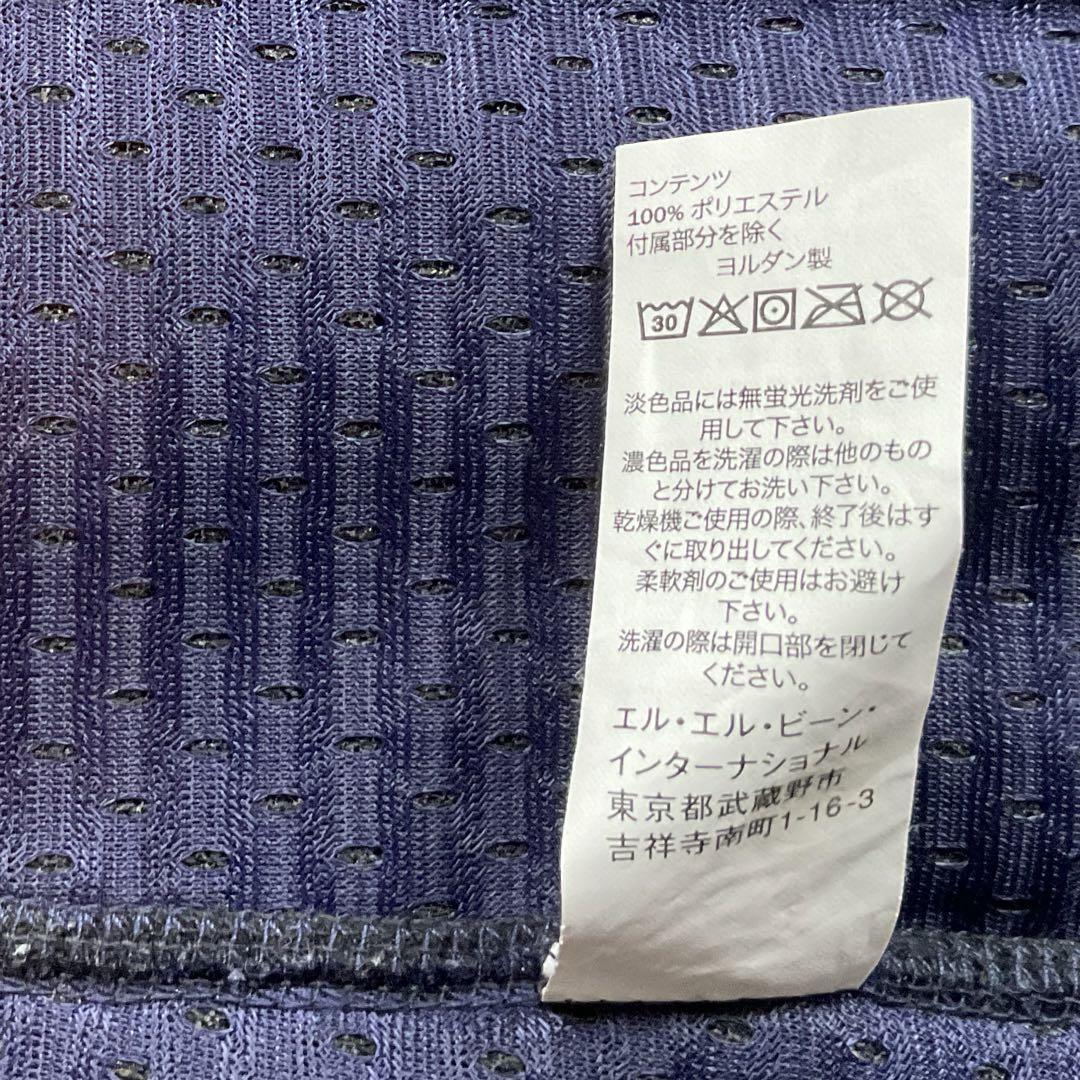 コンテンツ
100% ポリエステル
付属部分を除く
ヨルダン製
30
淡色品には無蛍光洗剤をご使
用して下さい。
濃色品を洗濯の際は他のもの
と分けてお洗い下さい。
乾燥機ご使用の際、終了後はす
ぐに取り出してください。
柔軟剤のご使用はお避け
下さい。
洗濯の際は開口部を閉じて
ください。
エル・エル・ビーン・
インターナショナル
東京都武蔵野市
吉祥寺南町1-16-3